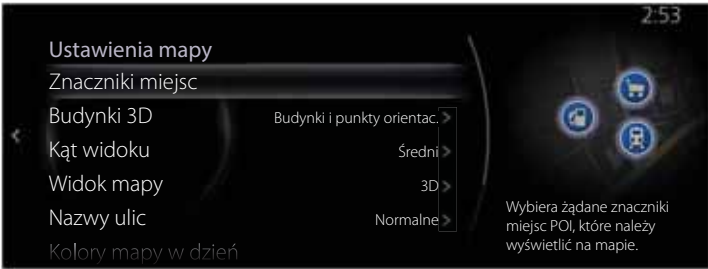 2:53
Ustawienia mapy
Znaczniki miejsc
Budynki 3D Budynki i punkty orientac.
Kąt widoku Średni
Widok mapy 3D
Nazwy ulic Normalne
Kolory mapy w dzień
Wybiera żądane znaczniki
miejsc POI, które należy
wyświetlić na mapie.